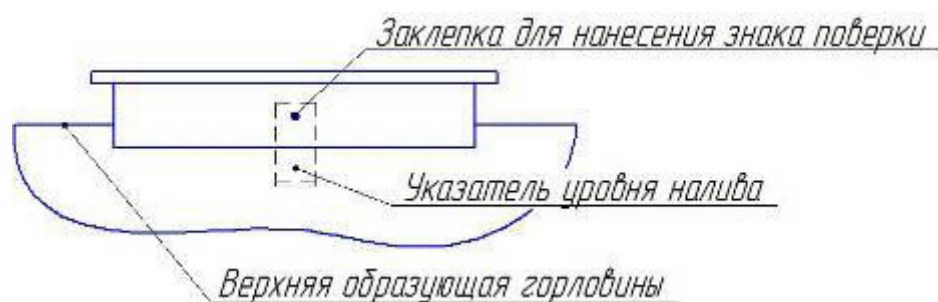 Заклепка для нанесения знака поверки
Указатель уровня налива
Верхняя образующая горловины